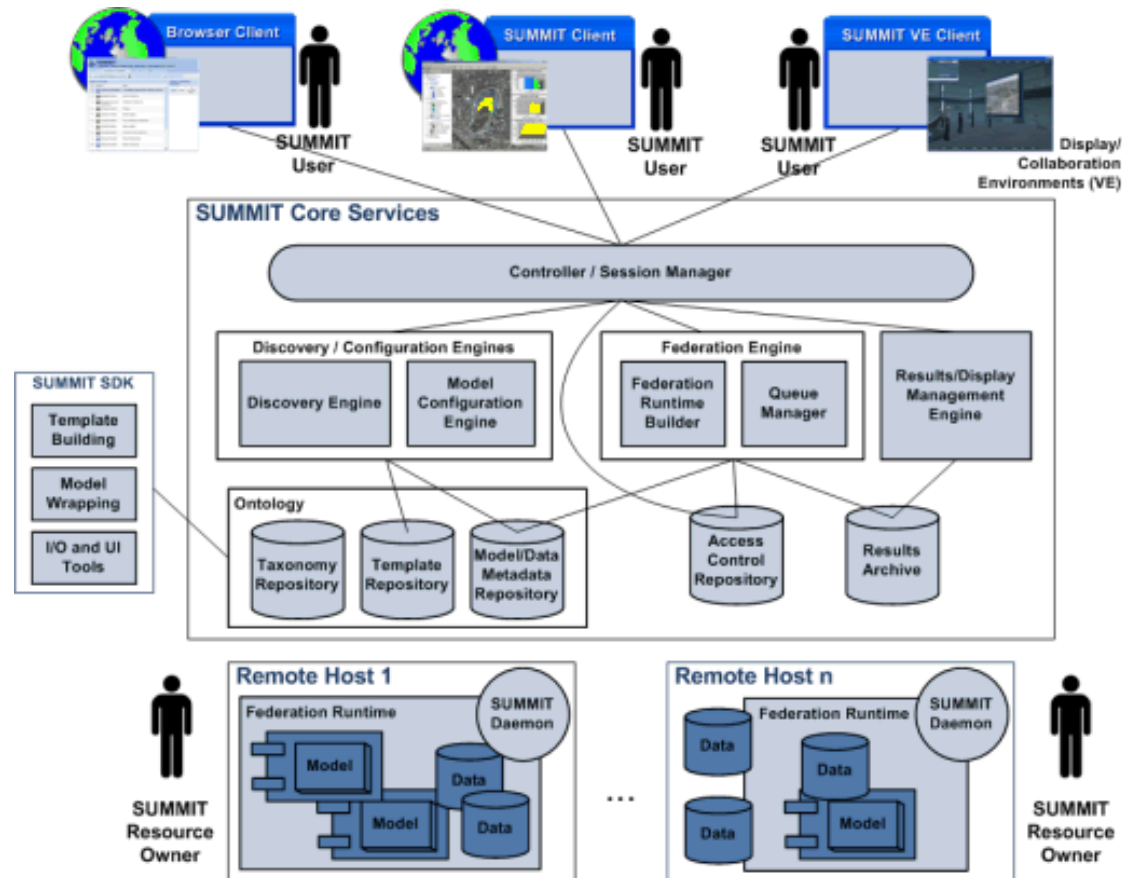 Browser Client
SUMMIT Client
SUMMIT VE Client
SUMMIT
User
SUMMIT
User
SUMMIT
User
Display/
Collaboration
Environments (VE)
SUMMIT Core Services
Controller / Session Manager
Discovery / Configuration Engines
Discovery Engine
Model
Configuration
Engine
Federation Engine
Federation
Runtime
Builder
Queue
Manager
Results/Display
Management
Engine
SUMMIT SDK
Template
Building
Model
Wrapping
I/O and UI
Tools
Ontology
Taxonomy
Repository
Template
Repository
Model/Data
Metadata
Repository
Access
Control
Repository
Results
Archive
Remote Host 1
Federation Runtime
SUMMIT
Daemon
Model
Model
Data
Data
SUMMIT
Resource
Owner
...
Remote Host n
Federation Runtime
SUMMIT
Daemon
Data
Data
Data
Model
SUMMIT
Resource
Owner